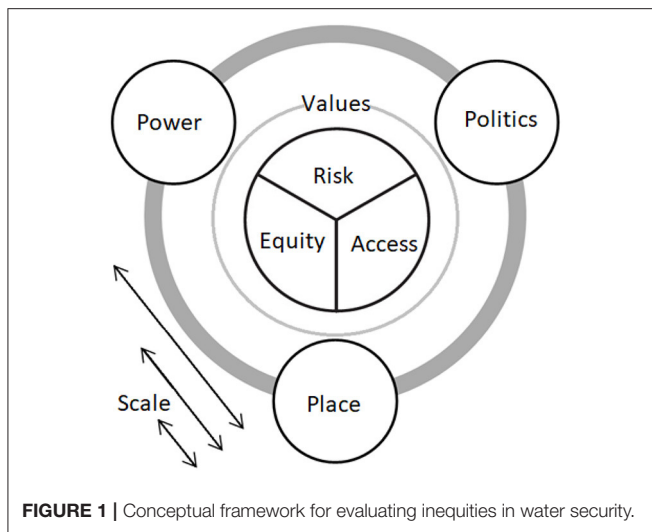 Values
Power
Politics
Risk
Equity
Access
Scale
Place
FIGURE 1 | Conceptual framework for evaluating inequities in water security.